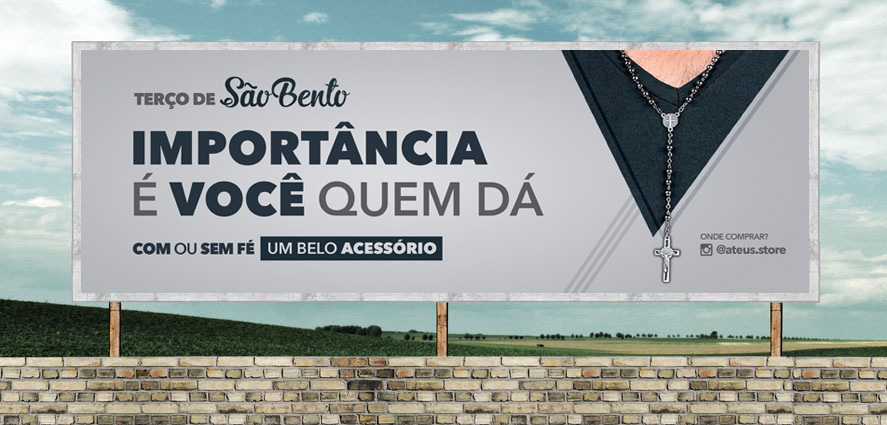 TERÇO DE São Bento
IMPORTÂNCIA
É VOCÊ QUEM DÁ
COM OU SEM FÉ UM BELO ACESSÓRIO
ONDE COMPRAR?
@ateus.store